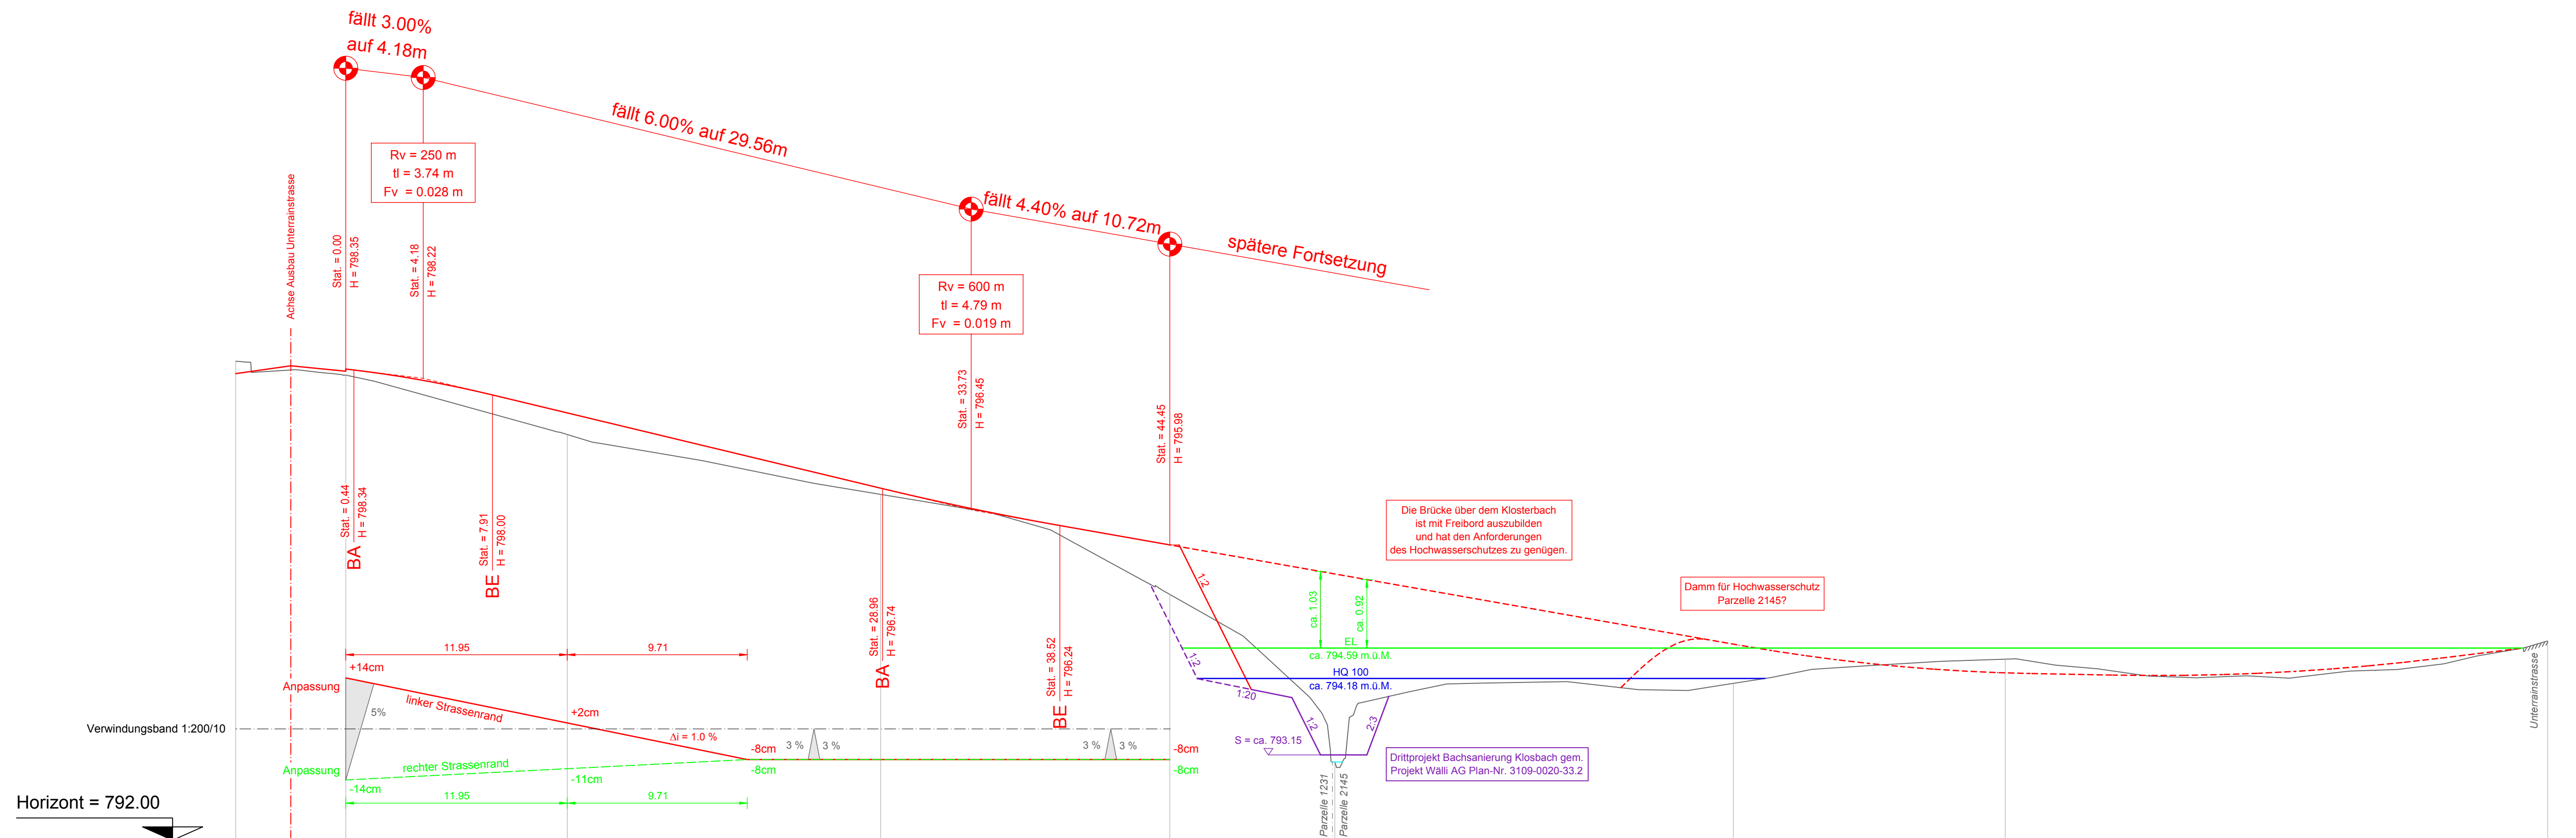 fällt 3.00%
auf 4.18m
fällt 6.00% auf 29.56m
fällt 4.40% auf 10.72m
spätere Fortsetzung
Achse Ausbau Unterrainstrasse
Rv = 250 m
tl = 3.74 m
Fv = 0.028 m
Rv = 600 m
tl = 4.79 m
Fv = 0.019 m
Stat. = 0.00
H = 798.35
Stat. = 4.18
H = 798.22
Stat. = 33.73
H = 796.45
Stat. = 44.45
H = 795.98
Stat. = 0.44
H = 798.34
BA
Stat. = 7.91
H = 798.00
BE
Stat. = 28.96
H = 796.74
BA
Stat. = 38.52
H = 796.24
BE
Die Brücke über dem Klosterbach
ist mit Freibord auszubilden
und hat den Anforderungen
des Hochwasserschutzes zu genügen.
Damm für Hochwasserschutz
Parzelle 2145?
1:2
ca. 1.03
ca. 0.92
EL
ca. 794.59 m.ü.M.
HQ 100
ca. 794.18 m.ü.M.
1:2
1:20
1:2
2:3
S = ca. 793.15
Drittprojekt Bachsanierung Klosbach gem.
Projekt Wälli AG Plan-Nr. 3109-0020-33.2
Parzelle 1231
Parzelle 2145
Unterrainstrasse
11.95
9.71
+14cm
Anpassung
linker Strassenrand
5%
+2cm
Δi = 1.0 %
Verwindungsband 1:200/10
-8cm
3 %
3 %
3 %
3 %
-8cm
-8cm
-8cm
Anpassung
rechter Strassenrand
-11cm
-14cm
11.95
9.71
Horizont = 792.00